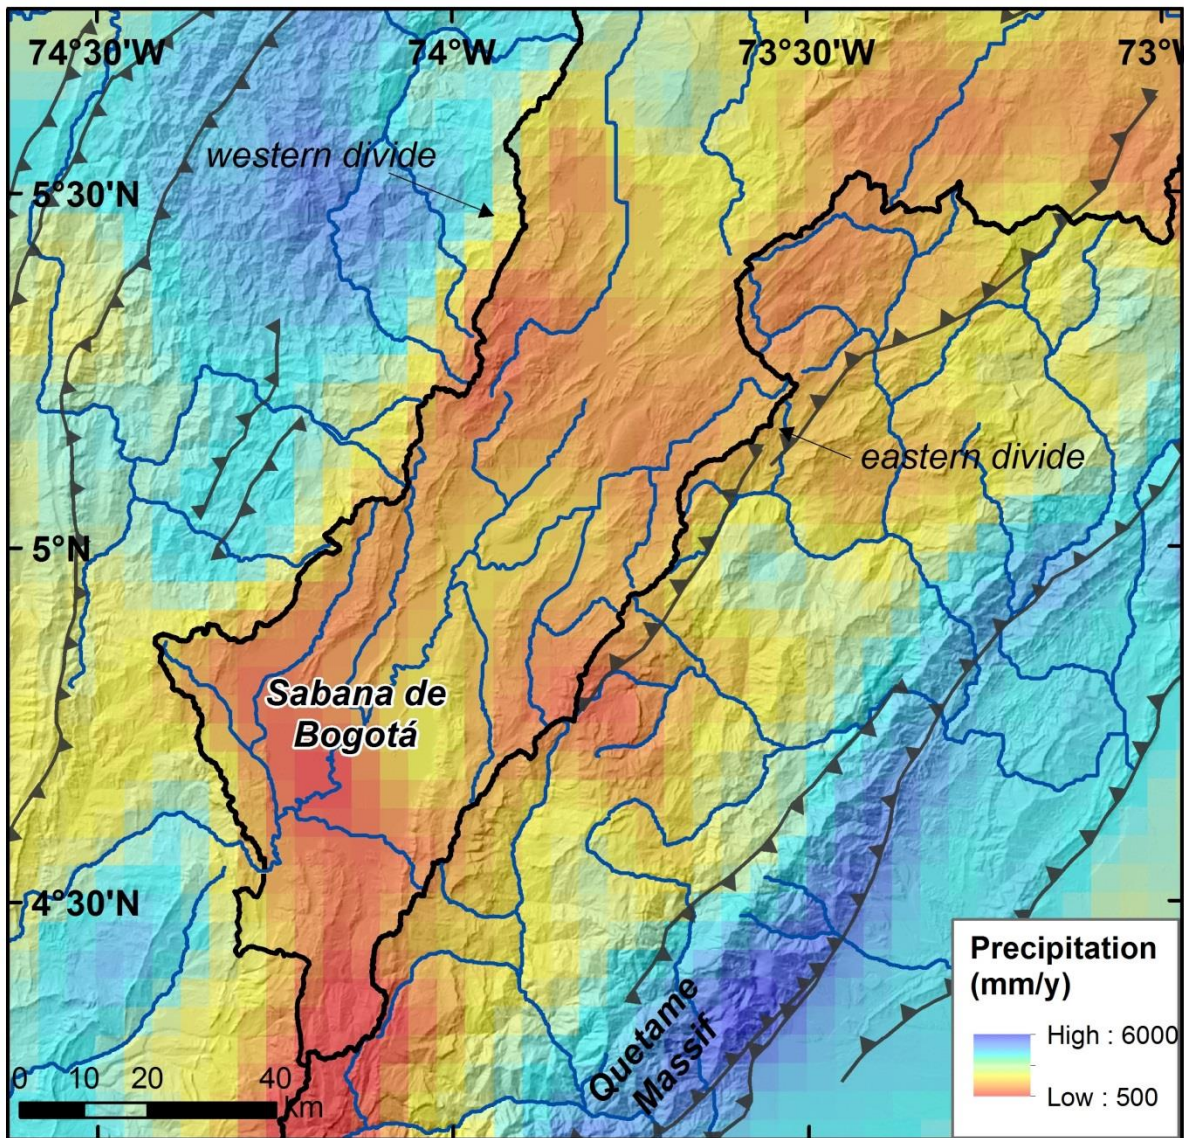 74°30'W 74°W 73°30'W 73°W
western divide
5°30'N
eastern divide
5°N
Sabana de
Bogotá
4°30'N
Quetame
Massif
Precipitation
(mm/y)
High : 6000
Low : 500
0 10 20 40
Km